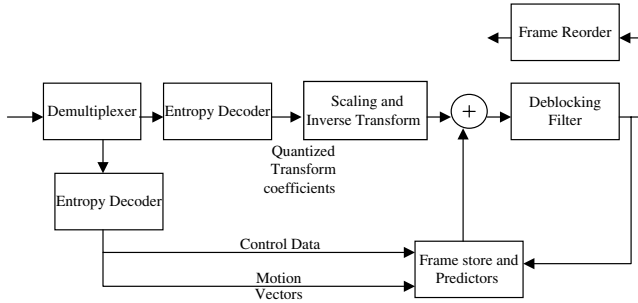 Frame Reorder
Demultiplexer
Entropy Decoder
Scaling and
Inverse Transform
+
Deblocking
Filter
Quantized
Transform
coefficients
Entropy Decoder
Control Data
Frame store and
Predictors
Motion
Vectors